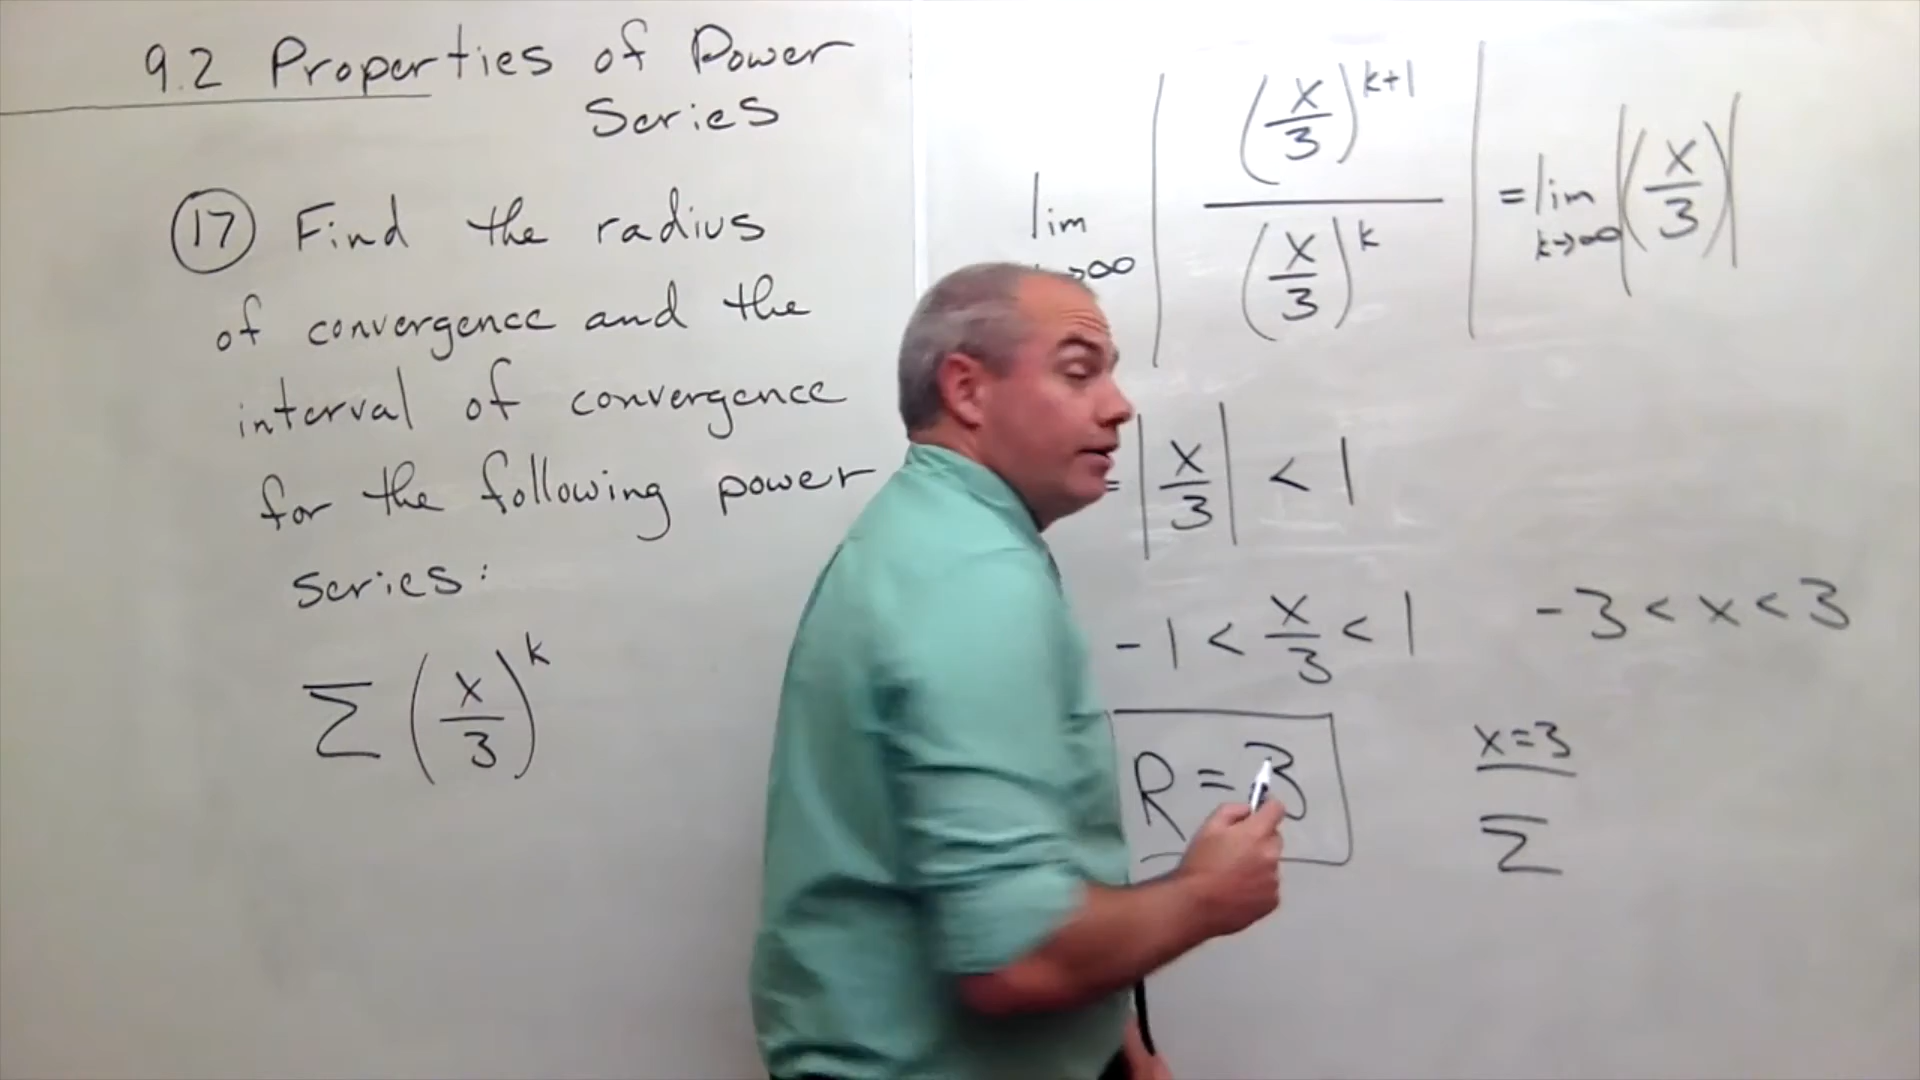 9.2 Properties of Power
Series
17 Find the radius
of convergence and the
interval of convergence
for the following power
series:
Σ (x/3)^k
lim →∞ | (x/3)^(k+1) / (x/3)^k | = lim k→∞ |(x/3)|
= |x/3| < 1
-1 < x/3 < 1
-3 < x < 3
R = 3
x=3
Σ